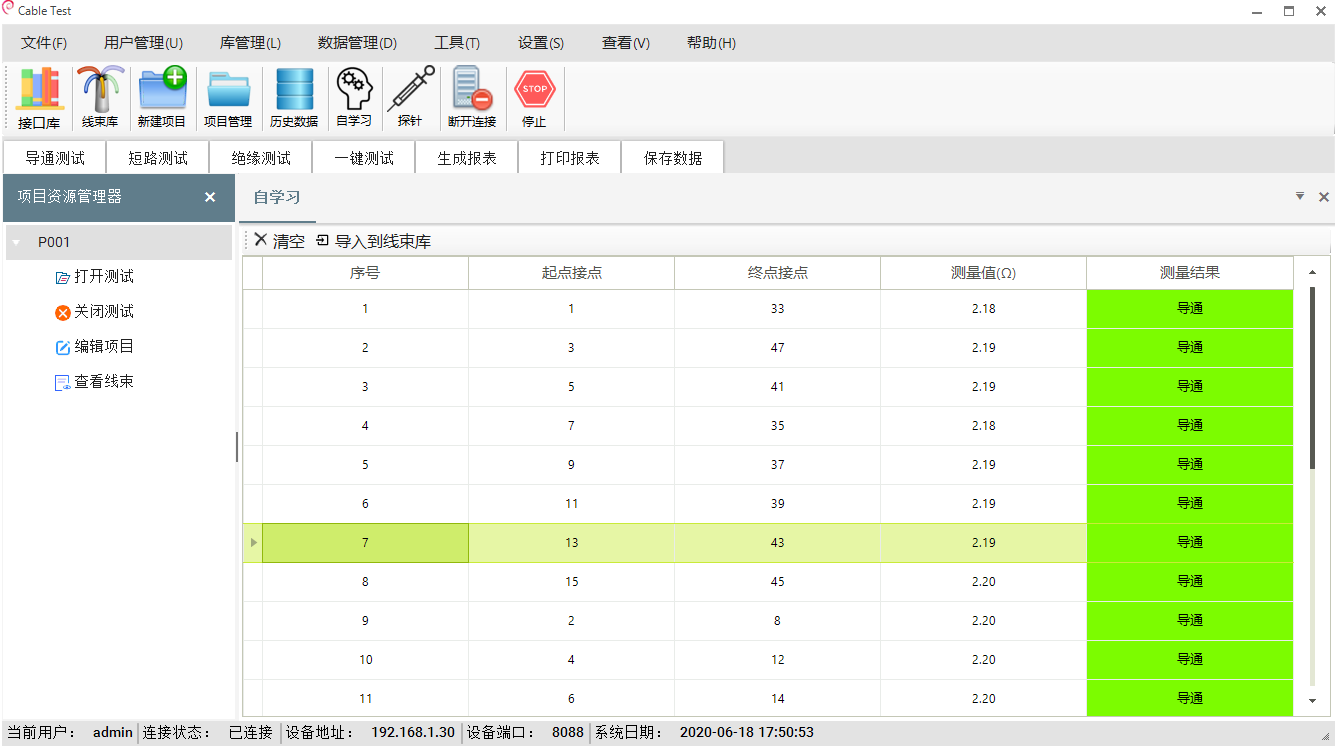 Cable Test
文件(F) 用户管理(U) 库管理(L) 数据管理(D) 工具(T) 设置(S) 查看(V) 帮助(H)
STOP
接口库 线束库 新建项目 项目管理 历史数据 自学习 探针 断开连接 停止
导通测试 短路测试 绝缘测试 一键测试 生成报表 打印报表 保存数据
项目资源管理器 自学习
P001
打开测试
关闭测试
编辑项目
查看线束
清空 导入到线束库
序号 起点接点 终点接点 测量值(Ω) 测量结果
1 1 33 2.18 导通
2 3 47 2.19 导通
3 5 41 2.19 导通
4 7 35 2.18 导通
5 9 37 2.19 导通
6 11 39 2.19 导通
7 13 43 2.19 导通
8 15 45 2.20 导通
9 2 8 2.20 导通
10 4 12 2.20 导通
11 6 14 2.20 导通
当前用户： admin 连接状态： 已连接 设备地址： 192.168.1.30 设备端口： 8088 系统日期： 2020-06-18 17:50:53